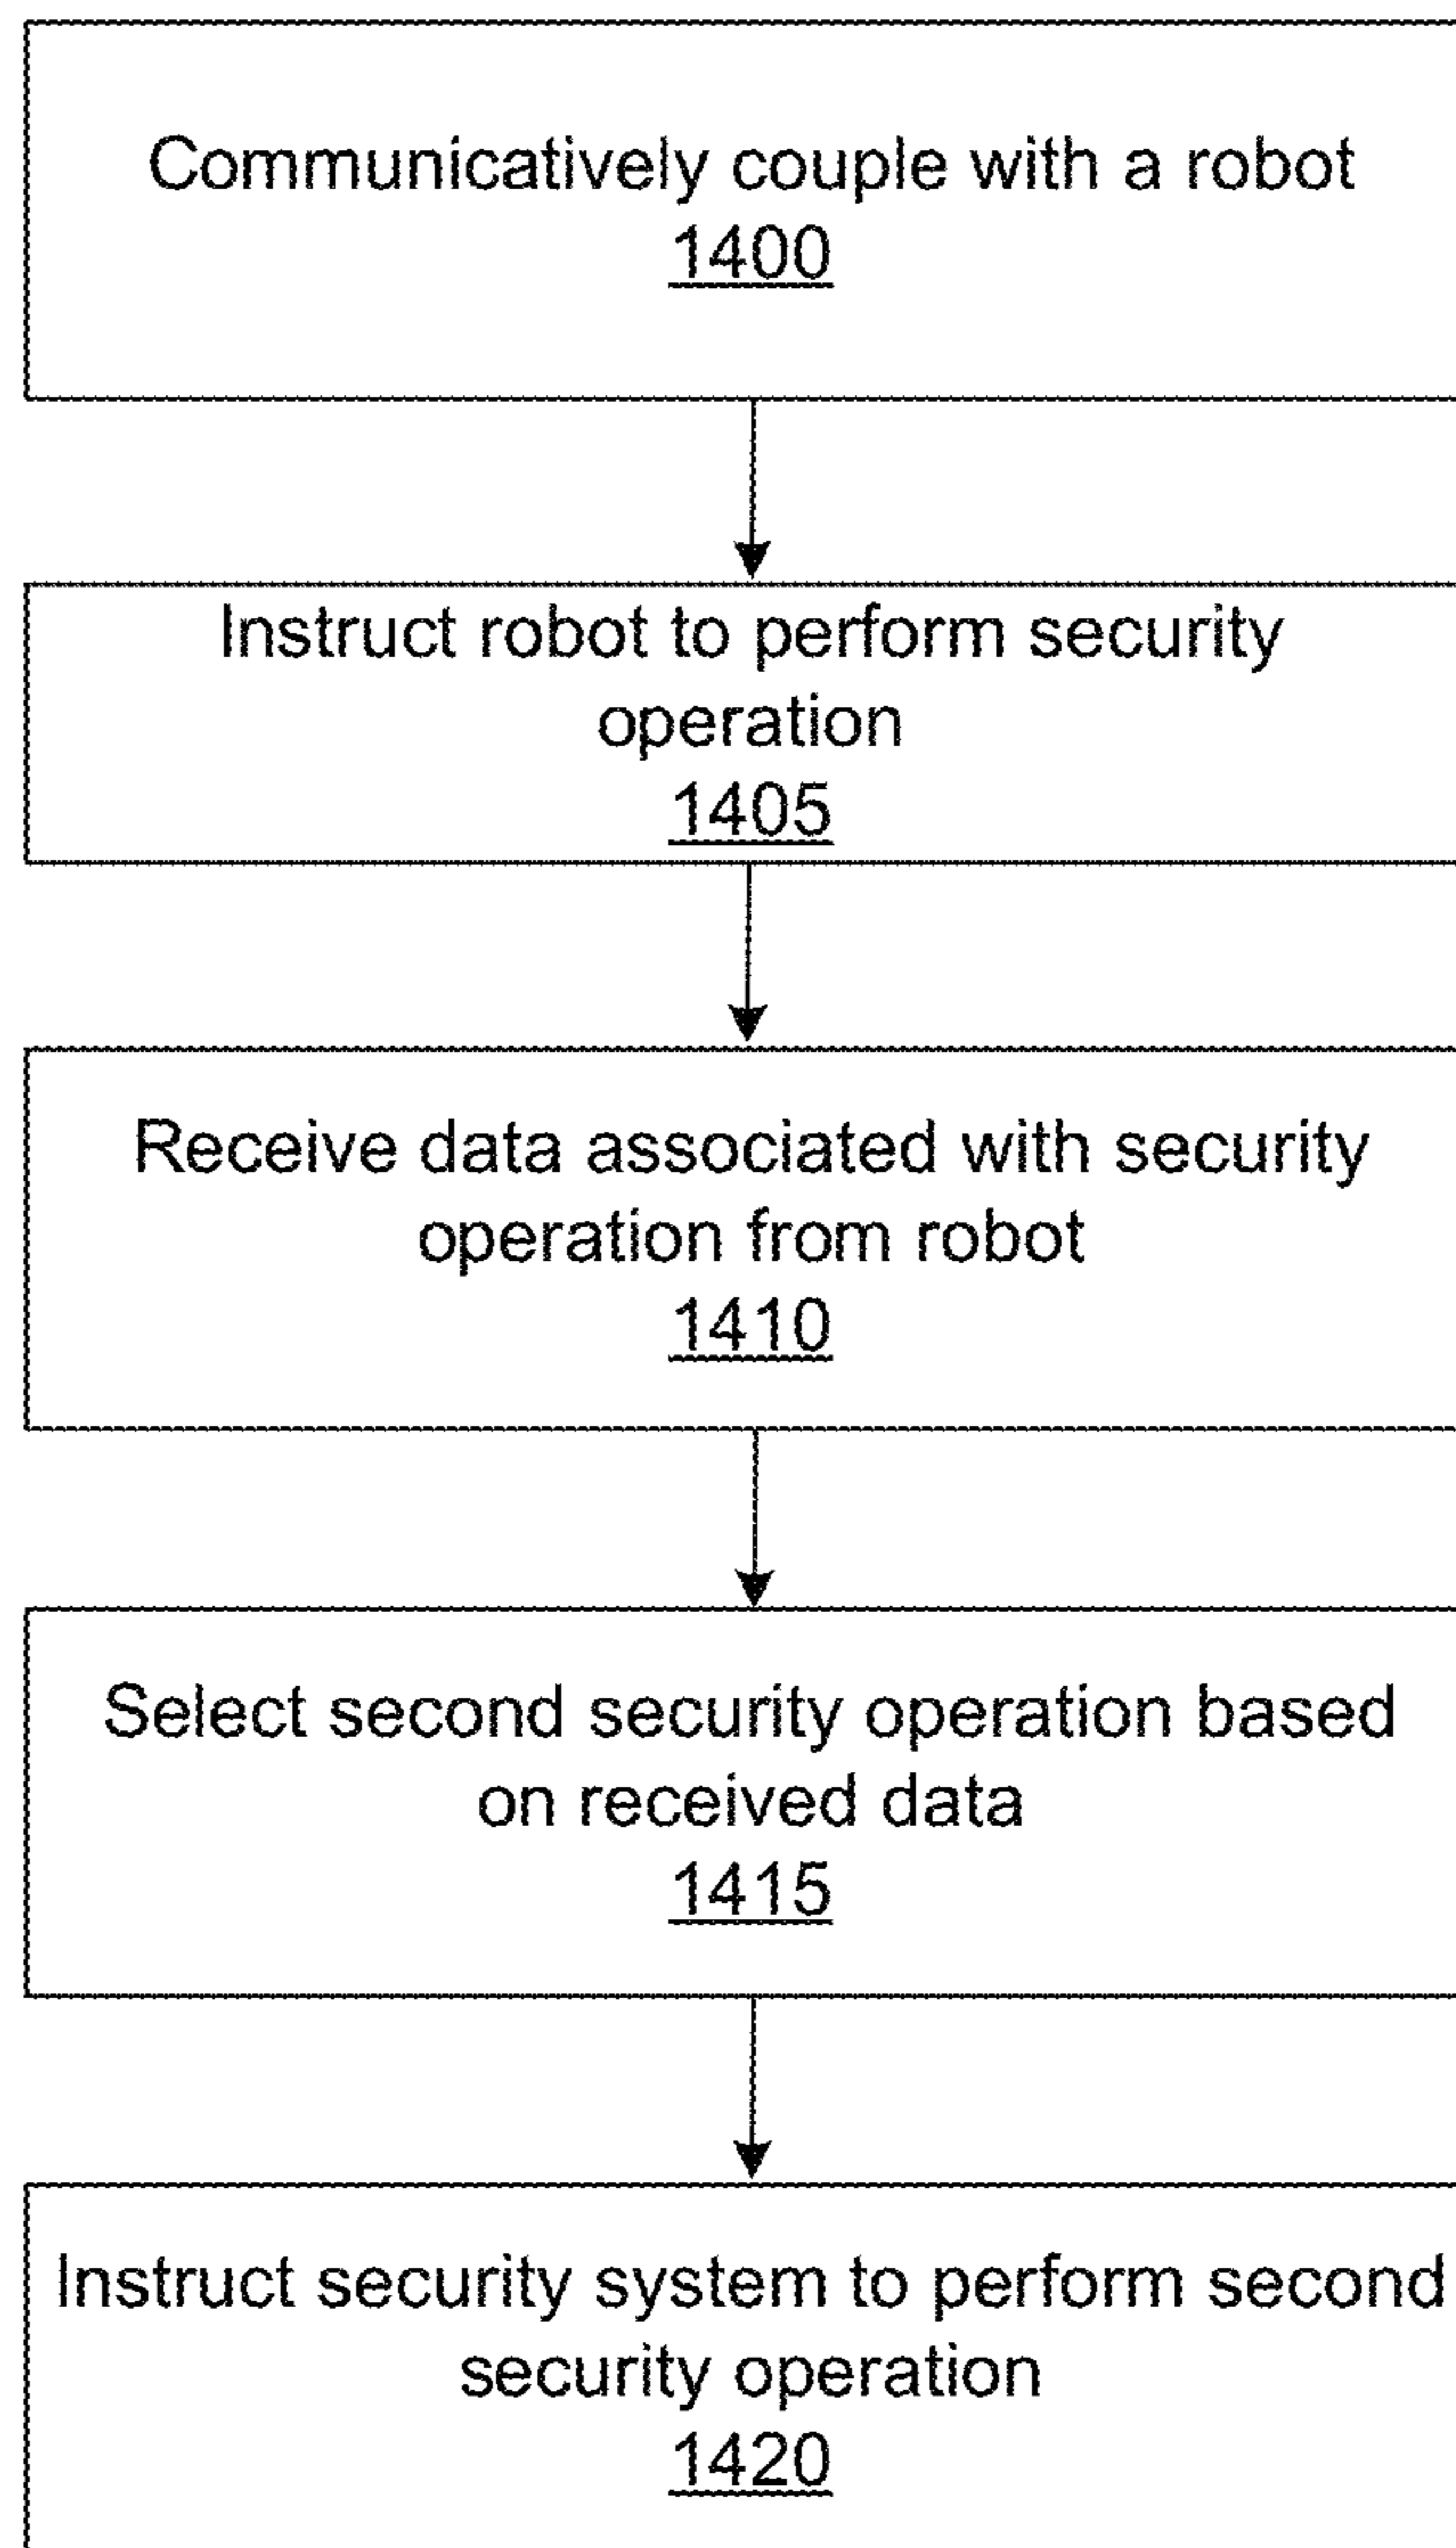 Communicatively couple with a robot
1400
Instruct robot to perform security
operation
1405
Receive data associated with security
operation from robot
1410
Select second security operation based
on received data
1415
Instruct security system to perform second
security operation
1420